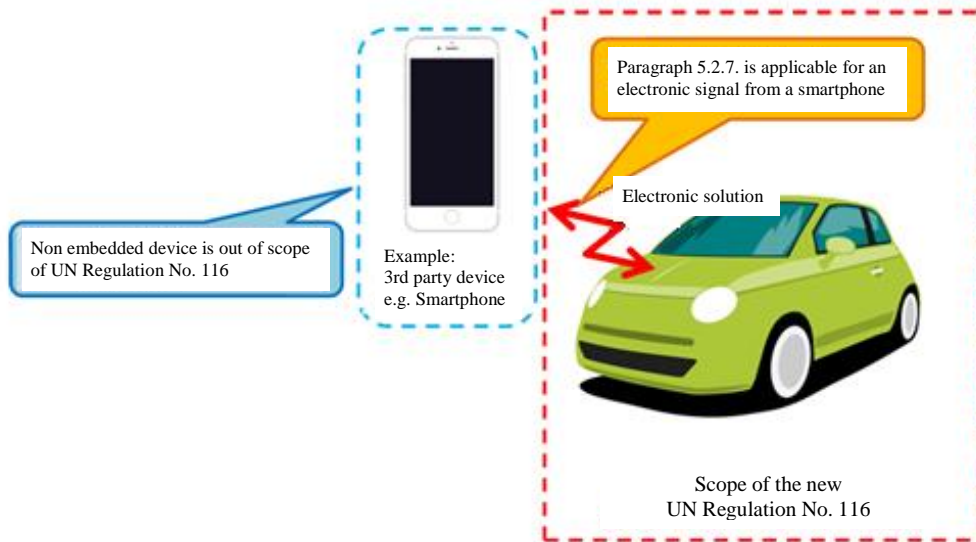 Paragraph 5.2.7. is applicable for an
electronic signal from a smartphone
Electronic solution
Non embedded device is out of scope
of UN Regulation No. 116
Example:
3rd party device
e.g. Smartphone
Scope of the new
UN Regulation No. 116